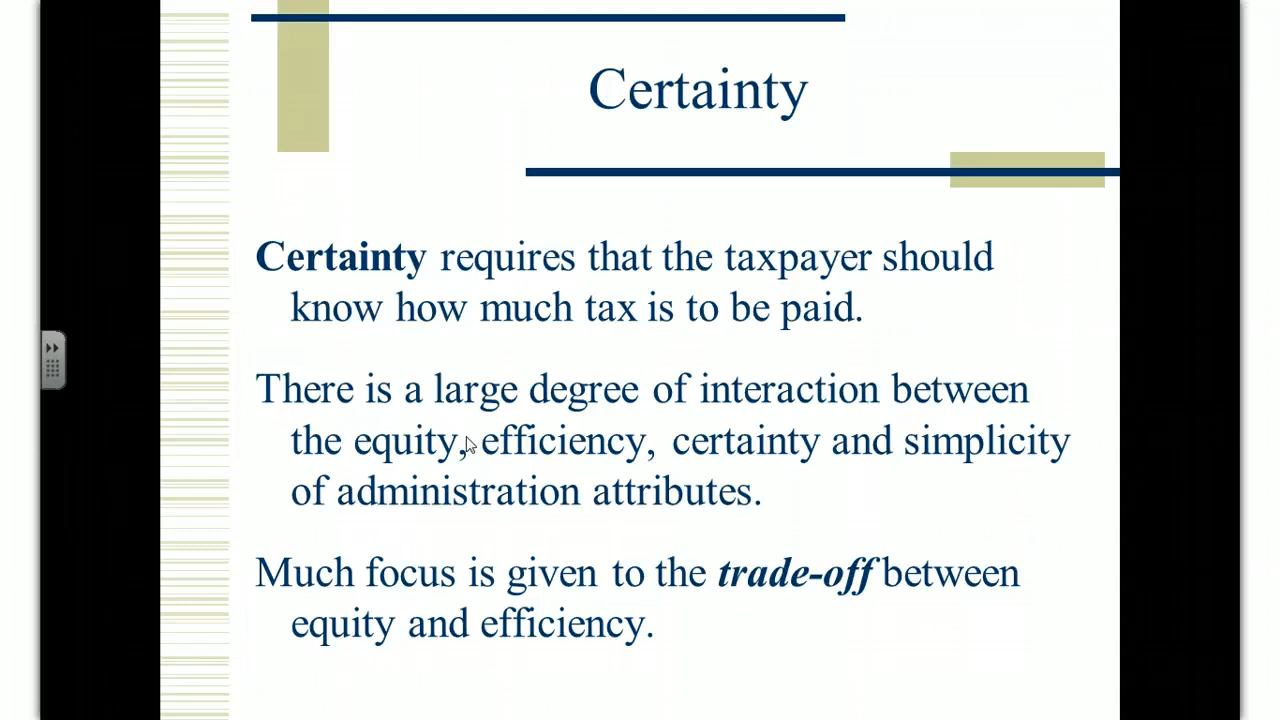 Certainty
Certainty requires that the taxpayer should
know how much tax is to be paid.
There is a large degree of interaction between
the equity, efficiency, certainty and simplicity
of administration attributes.
Much focus is given to the trade-off between
equity and efficiency.